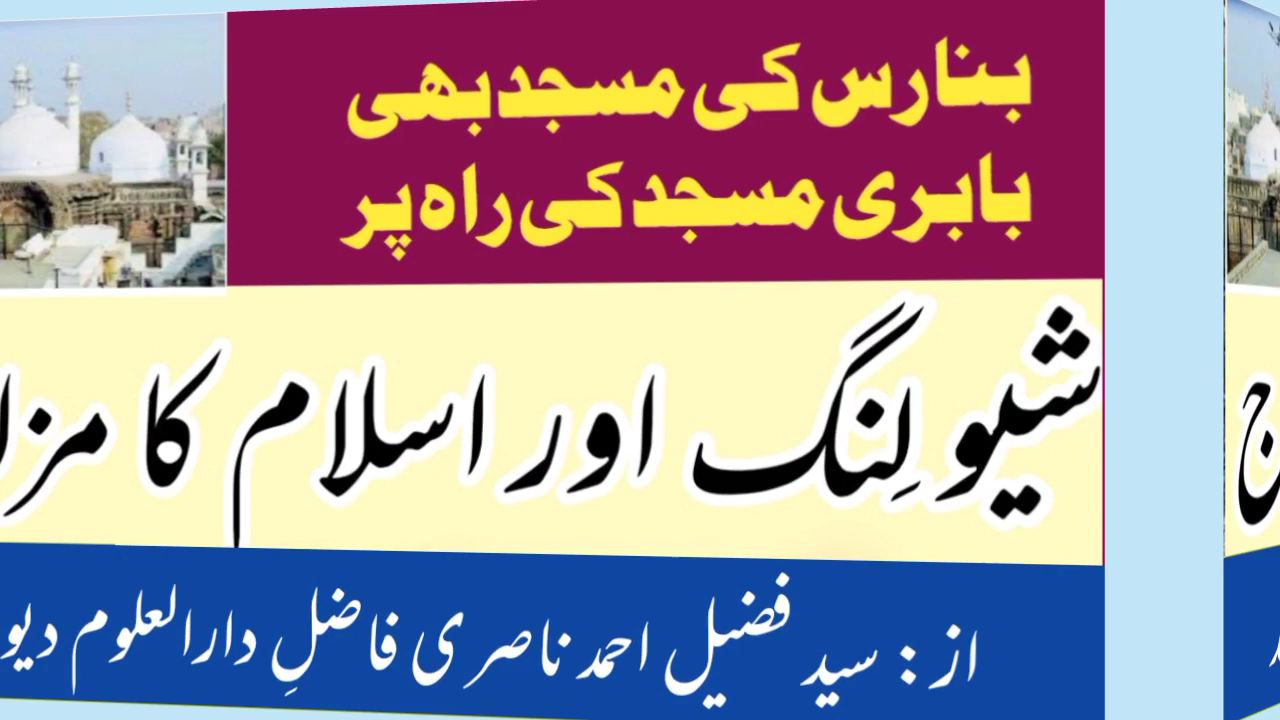 بنارس کی مسجد بھی
بابری مسجد کی راہ پر
شیو لِنگ اور اسلام کا
از: سید فضیل احمد ناصری فاضلِ دارالعلوم